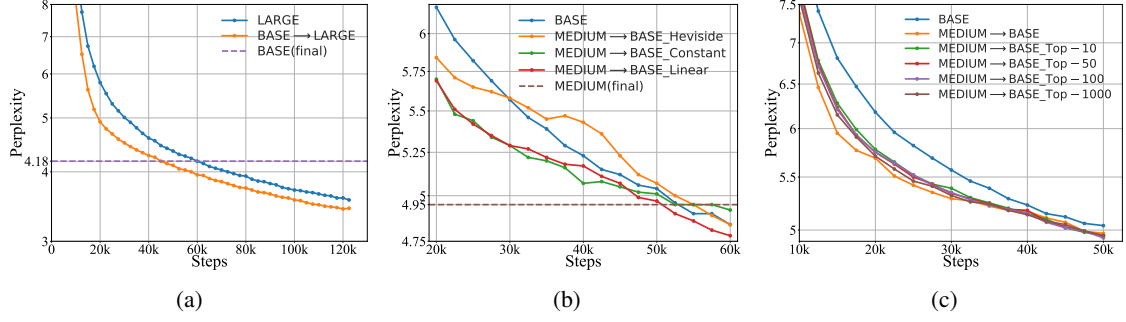 8
7
6
5
4.18
4
3
0
20k
40k
60k
80k
100k
120k
Perplexity
Steps
LARGE
BASE→LARGE
BASE(final)
(a)
6
5.75
5.5
5.25
5
4.95
4.75
20k
30k
40k
50k
60k
Perplexity
Steps
BASE
MEDIUM→BASE_Heviside
MEDIUM→BASE_Constant
MEDIUM→BASE_Linear
MEDIUM(final)
(b)
7.5
7
6.5
6
5.5
5
10k
20k
30k
40k
50k
Perplexity
Steps
BASE
MEDIUM→BASE
MEDIUM→BASE_Top−10
MEDIUM→BASE_Top−50
MEDIUM→BASE_Top−100
MEDIUM→BASE_Top−1000
(c)